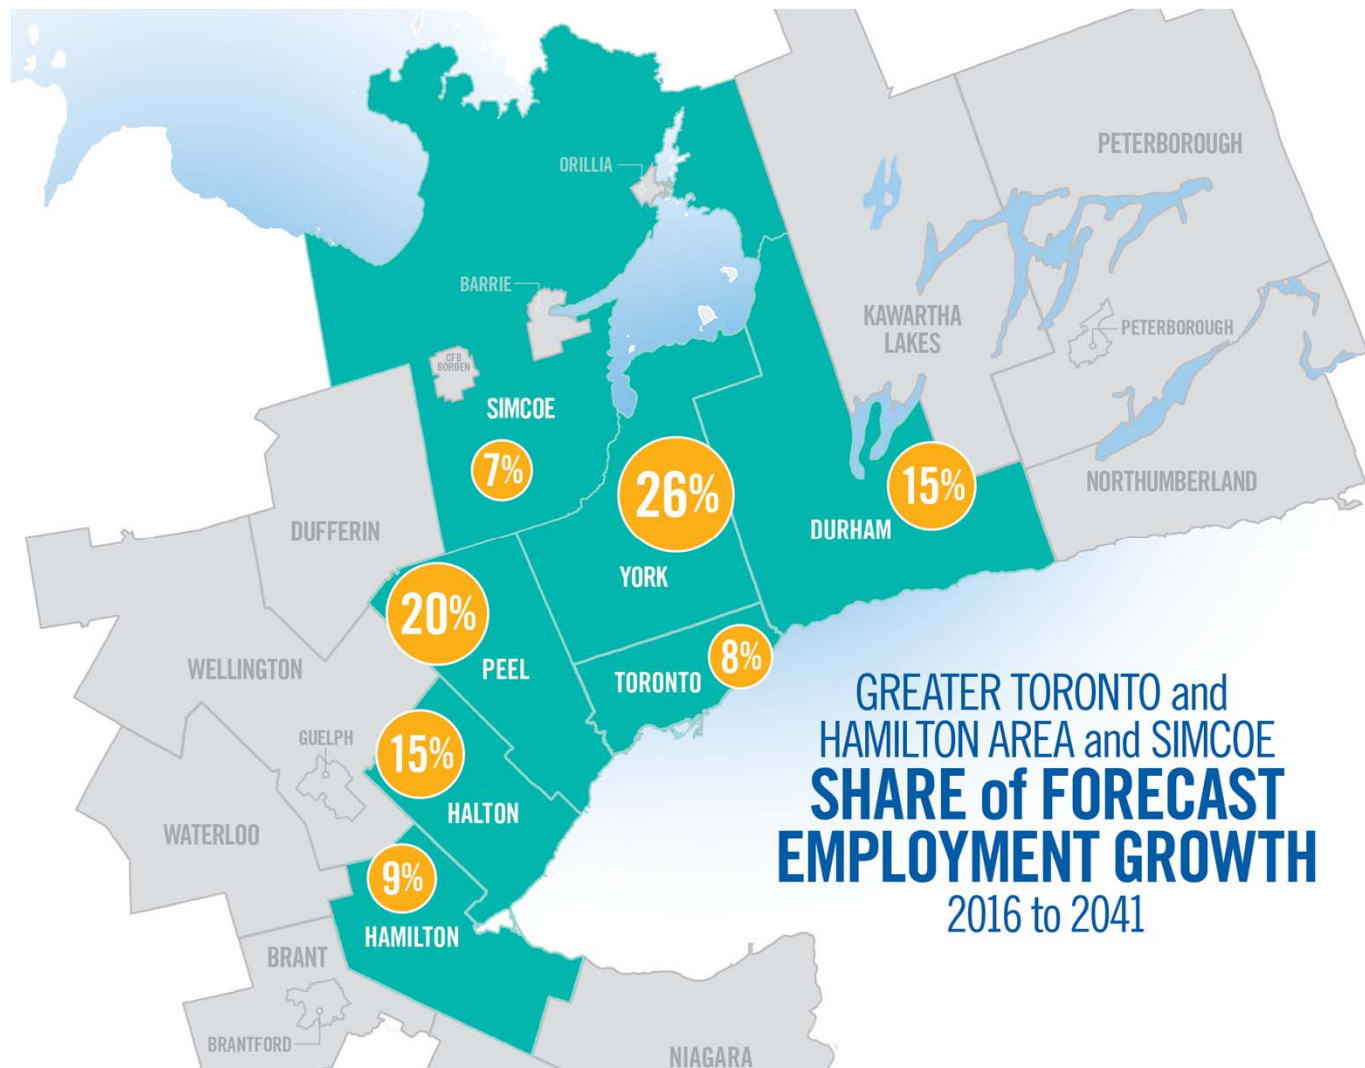 PETERBOROUGH
ORILLIA
BARRIE
KAWARTHA
LAKES
PETERBOROUGH
CFB
BORDEN
SIMCOE
7%
26%
15%
NORTHUMBERLAND
DUFFERIN
DURHAM
YORK
20%
PEEL
WELLINGTON
TORONTO
8%
GUELPH
15%
HALTON
WATERLOO
9%
HAMILTON
BRANT
BRANTFORD
NIAGARA
GREATER TORONTO and
HAMILTON AREA and SIMCOE
SHARE of FORECAST
EMPLOYMENT GROWTH
2016 to 2041